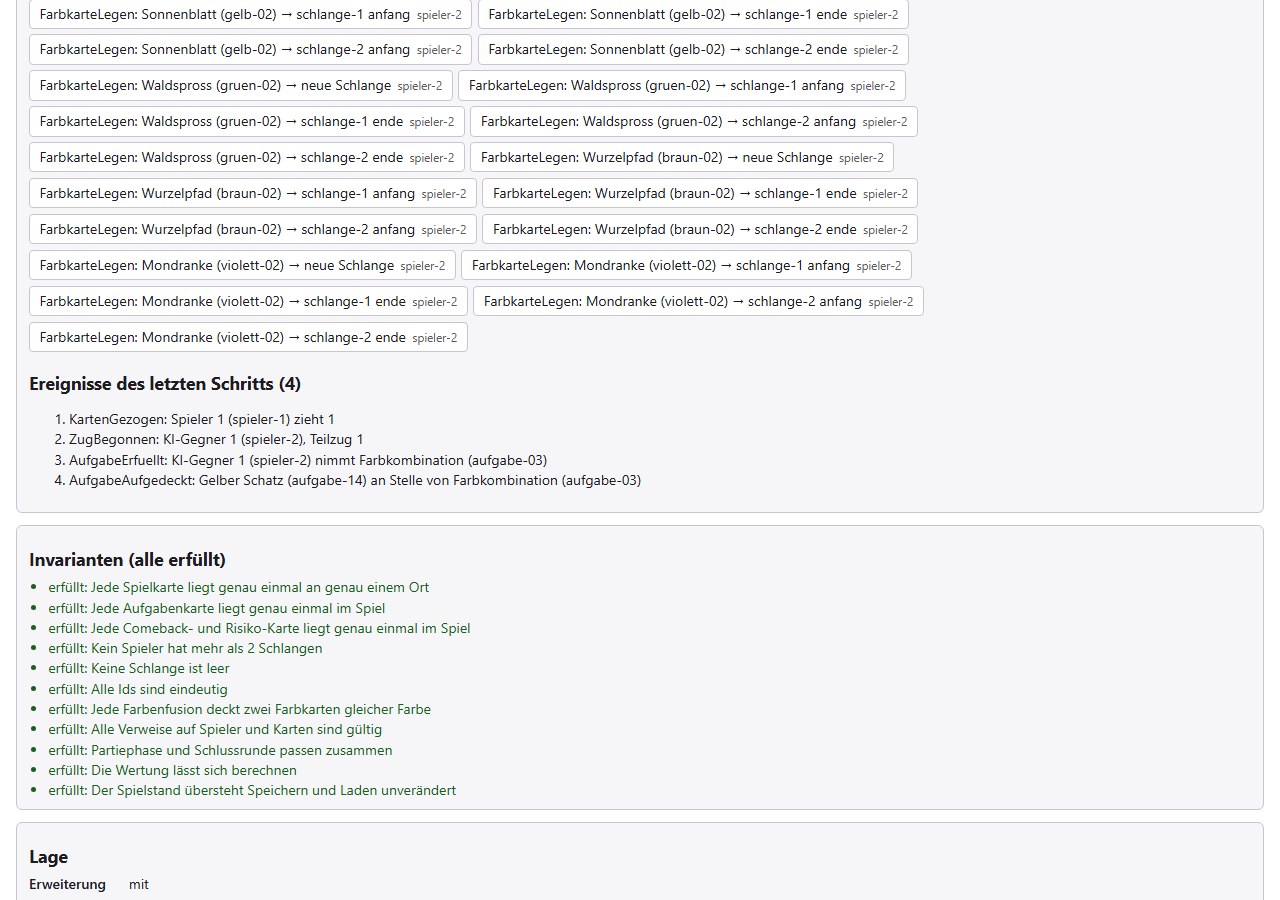 FarbkarteLegen: Sonnenblatt (gelb-02) → schlange-1 anfang spieler-2 FarbkarteLegen: Sonnenblatt (gelb-02) → schlange-1 ende spieler-2
FarbkarteLegen: Sonnenblatt (gelb-02) → schlange-2 anfang spieler-2 FarbkarteLegen: Sonnenblatt (gelb-02) → schlange-2 ende spieler-2
FarbkarteLegen: Waldspross (gruen-02) → neue Schlange spieler-2 FarbkarteLegen: Waldspross (gruen-02) → schlange-1 anfang spieler-2
FarbkarteLegen: Waldspross (gruen-02) → schlange-1 ende spieler-2 FarbkarteLegen: Waldspross (gruen-02) → schlange-2 anfang spieler-2
FarbkarteLegen: Waldspross (gruen-02) → schlange-2 ende spieler-2 FarbkarteLegen: Wurzelpfad (braun-02) → neue Schlange spieler-2
FarbkarteLegen: Wurzelpfad (braun-02) → schlange-1 anfang spieler-2 FarbkarteLegen: Wurzelpfad (braun-02) → schlange-1 ende spieler-2
FarbkarteLegen: Wurzelpfad (braun-02) → schlange-2 anfang spieler-2 FarbkarteLegen: Wurzelpfad (braun-02) → schlange-2 ende spieler-2
FarbkarteLegen: Mondranke (violett-02) → neue Schlange spieler-2 FarbkarteLegen: Mondranke (violett-02) → schlange-1 anfang spieler-2
FarbkarteLegen: Mondranke (violett-02) → schlange-1 ende spieler-2 FarbkarteLegen: Mondranke (violett-02) → schlange-2 anfang spieler-2
FarbkarteLegen: Mondranke (violett-02) → schlange-2 ende spieler-2
Ereignisse des letzten Schritts (4)
1. KartenGezogen: Spieler 1 (spieler-1) zieht 1
2. ZugBegonnen: KI-Gegner 1 (spieler-2), Teilzug 1
3. AufgabeErfuellt: KI-Gegner 1 (spieler-2) nimmt Farbkombination (aufgabe-03)
4. AufgabeAufgedeckt: Gelber Schatz (aufgabe-14) an Stelle von Farbkombination (aufgabe-03)
Invarianten (alle erfüllt)
• erfüllt: Jede Spielkarte liegt genau einmal an genau einem Ort
• erfüllt: Jede Aufgabenkarte liegt genau einmal im Spiel
• erfüllt: Jede Comeback- und Risiko-Karte liegt genau einmal im Spiel
• erfüllt: Kein Spieler hat mehr als 2 Schlangen
• erfüllt: Keine Schlange ist leer
• erfüllt: Alle Ids sind eindeutig
• erfüllt: Jede Farbenfusion deckt zwei Farbkarten gleicher Farbe
• erfüllt: Alle Verweise auf Spieler und Karten sind gültig
• erfüllt: Partiephase und Schlussrunde passen zusammen
• erfüllt: Die Wertung lässt sich berechnen
• erfüllt: Der Spielstand übersteht Speichern und Laden unverändert
Lage
Erweiterung mit